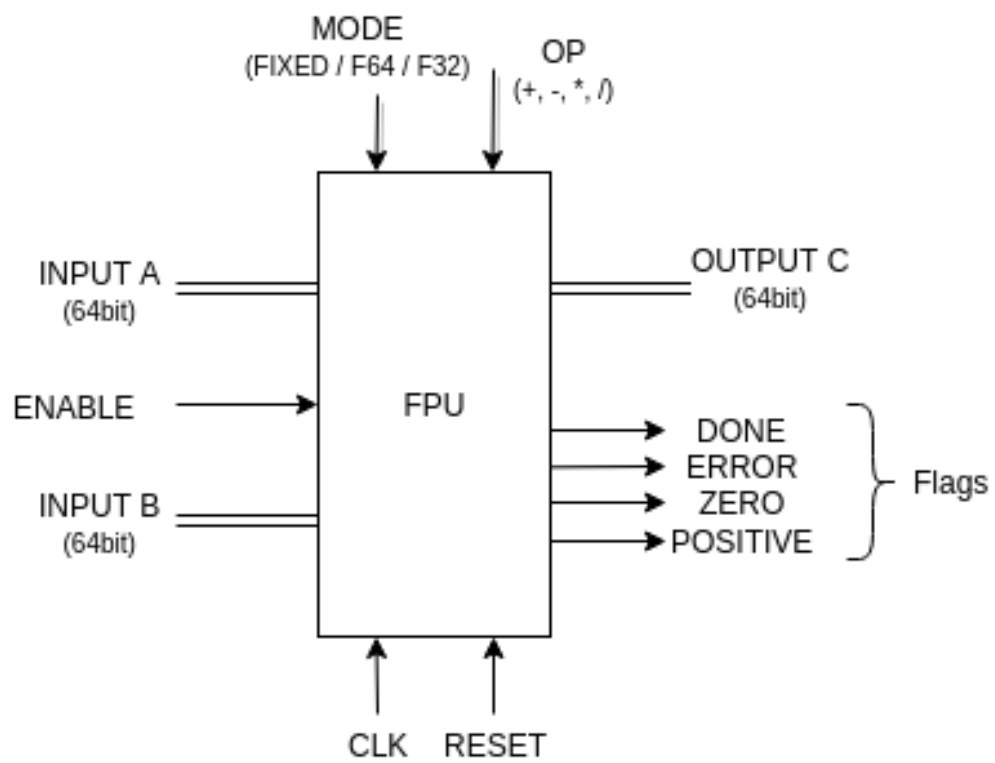 MODE
(FIXED / F64 / F32)
OP
(+, -, *, /)
INPUT A
(64bit)
OUTPUT C
(64bit)
ENABLE
FPU
DONE
ERROR
ZERO
POSITIVE
Flags
INPUT B
(64bit)
CLK
RESET